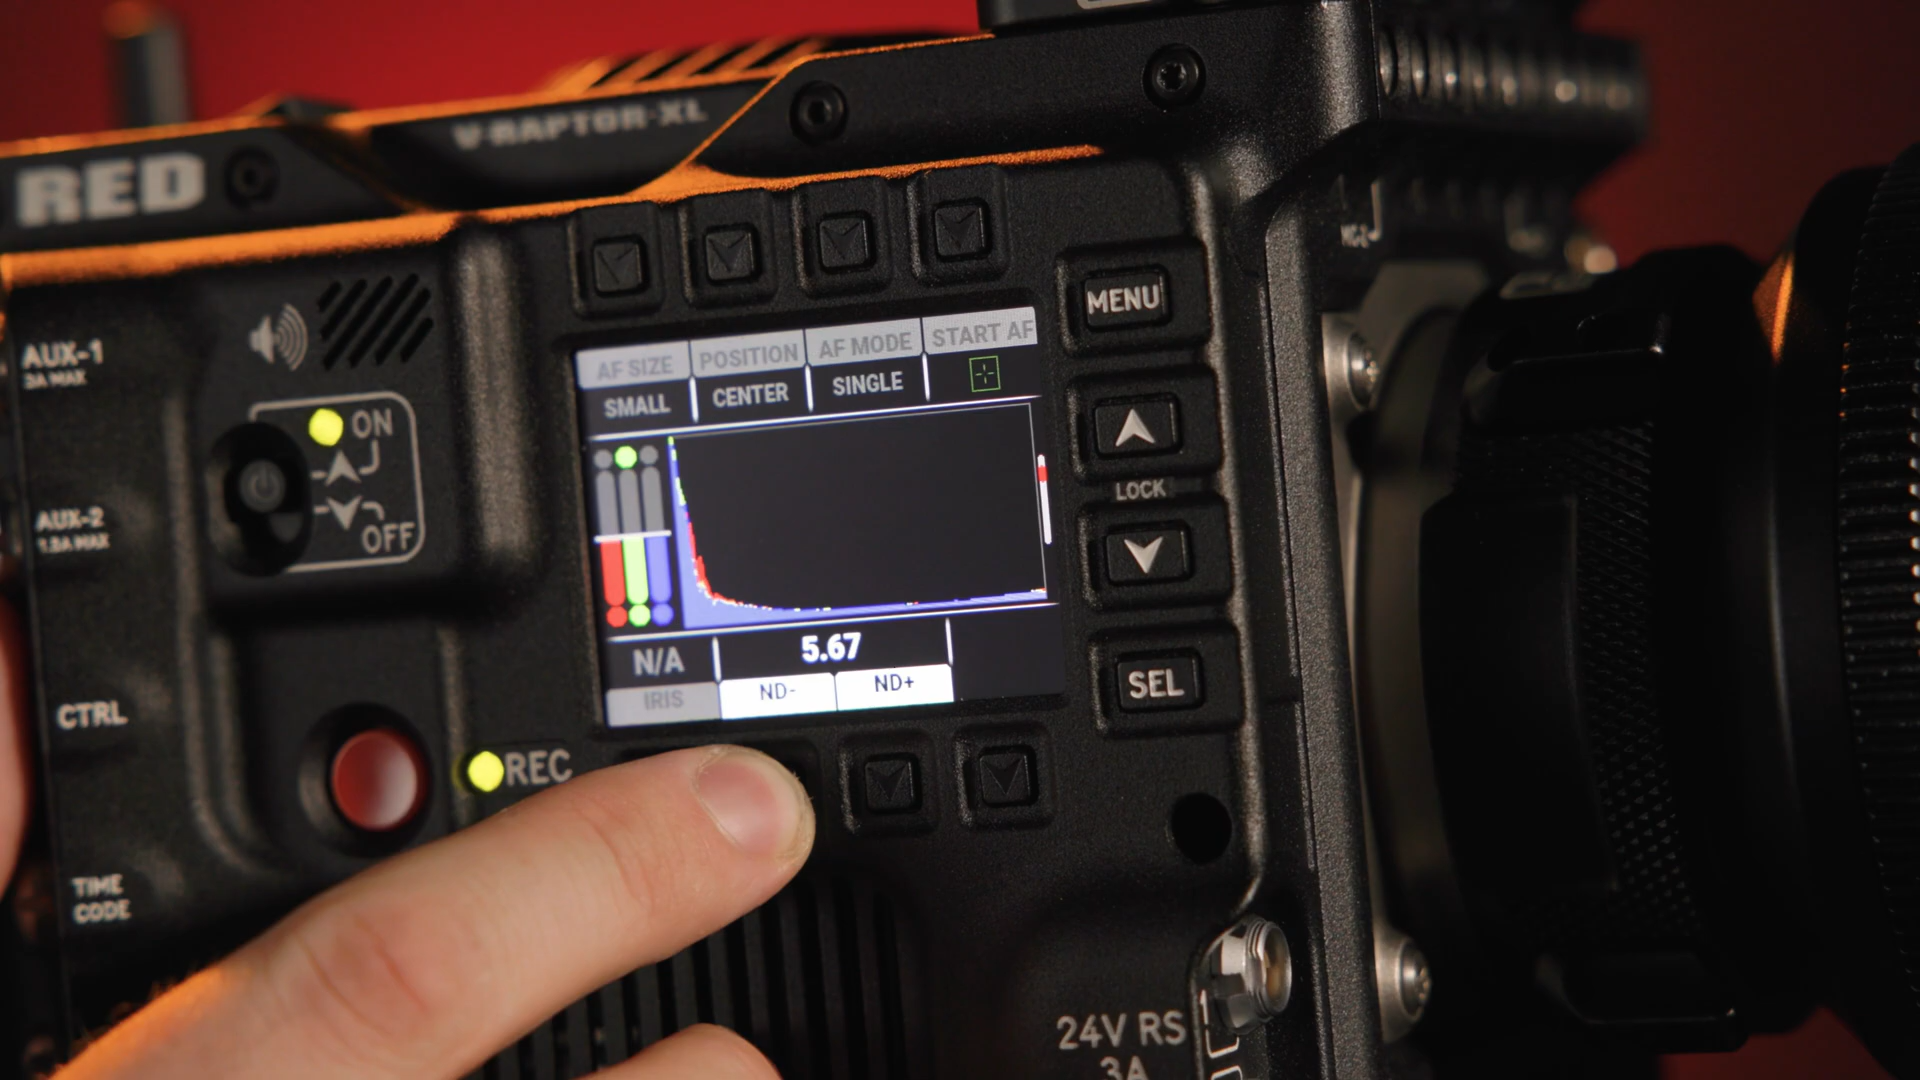 V-RAPTOR·XL
RED
MENU
AUX-1
3A MAX
ON
OFF
AF SIZE POSITION AF MODE START AF
SMALL CENTER SINGLE
LOCK
AUX-2
1.8A MAX
N/A 5.67
IRIS ND- ND+
SEL
CTRL
REC
TIME
CODE
24V RS
3A